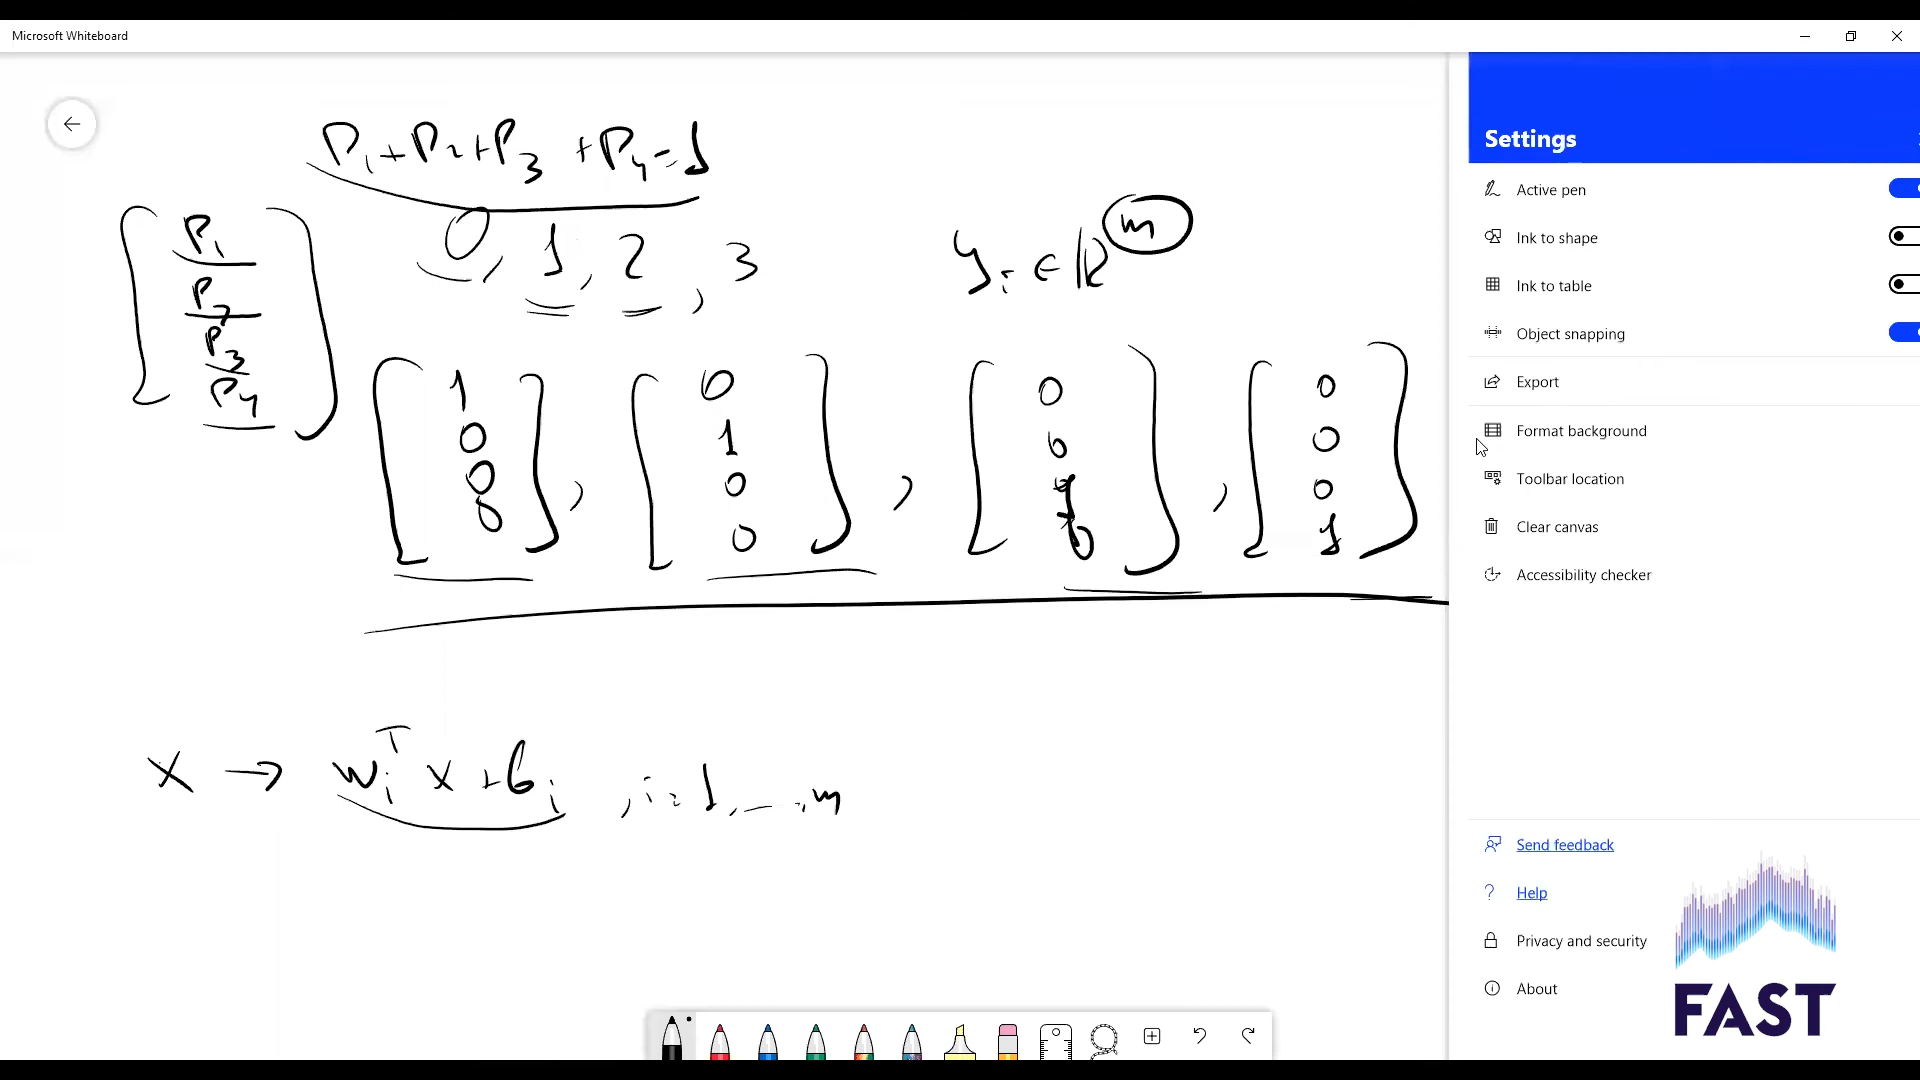 Microsoft Whiteboard
Settings
P₁+P₂+P₃+P₄=1
0, 1, 2, 3
yᵢ ∈ ℝᵐ
P₁
P₂
P₃
P₄
1 0 0 0
0 1 0 0
0 0 1 0
0 0 0 1
x → wᵢᵀ x + bᵢ , i = 1, ..., m
Active pen
Ink to shape
Ink to table
Object snapping
Export
Format background
Toolbar location
Clear canvas
Accessibility checker
Send feedback
Help
Privacy and security
About
FAST